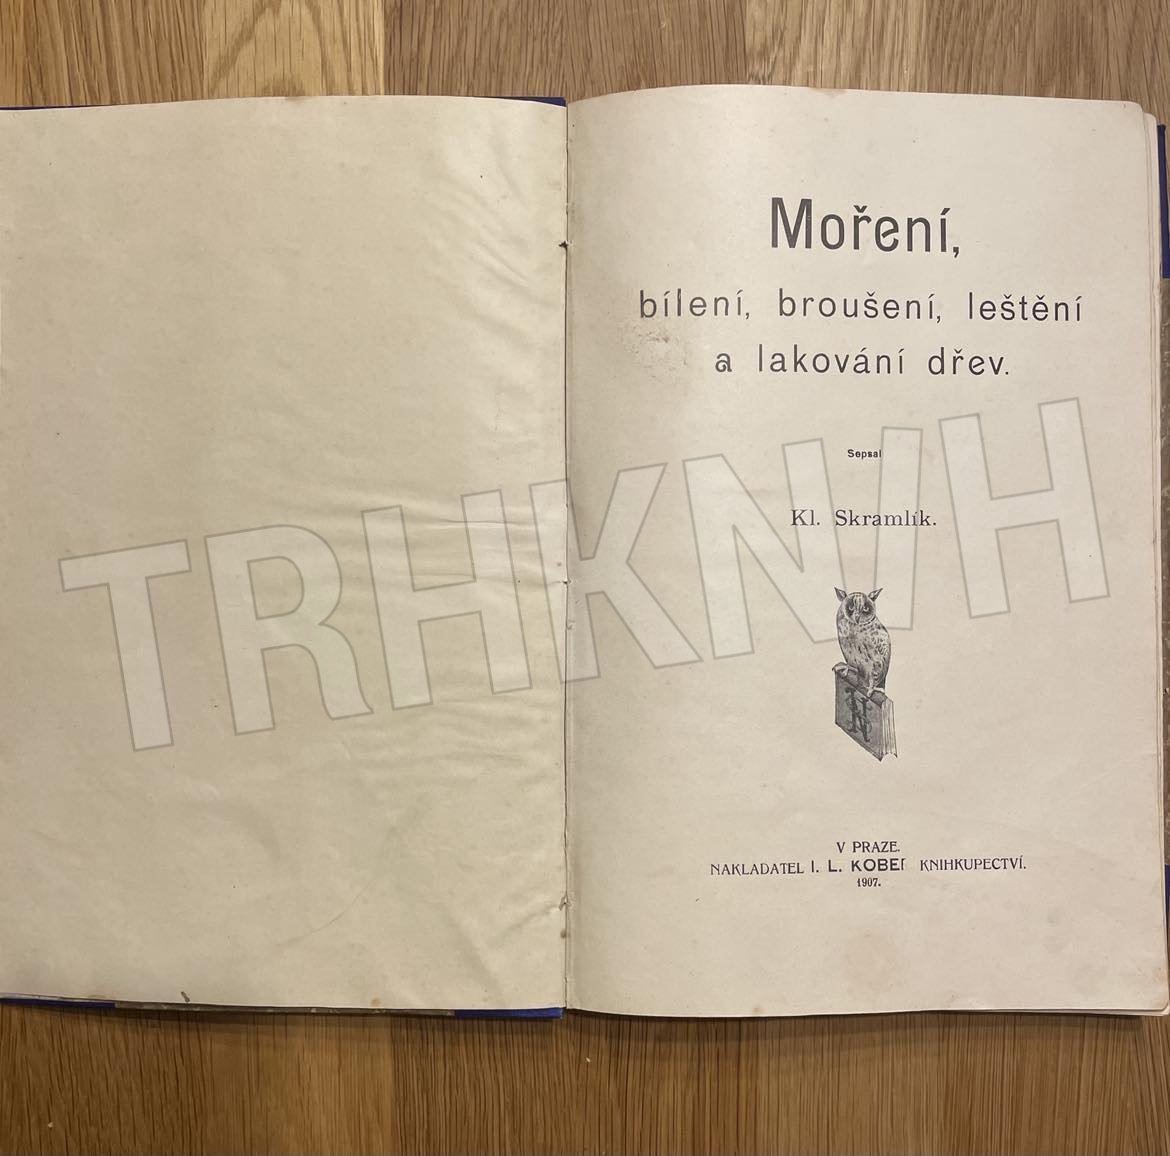 Moření,
bílení, broušení, leštění
a lakování dřev.
Sepsal
Kl. Skramlík.
TRHKNIH
V PRAZE.
NAKLADATEL I. L. KOBER KNIHKUPECTVÍ.
1907.